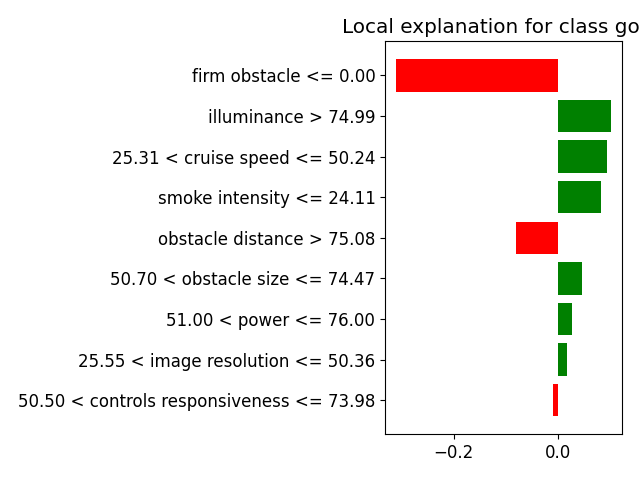 Local explanation for class go
firm obstacle <= 0.00
illuminance > 74.99
25.31 < cruise speed <= 50.24
smoke intensity <= 24.11
obstacle distance > 75.08
50.70 < obstacle size <= 74.47
51.00 < power <= 76.00
25.55 < image resolution <= 50.36
50.50 < controls responsiveness <= 73.98
−0.2 0.0